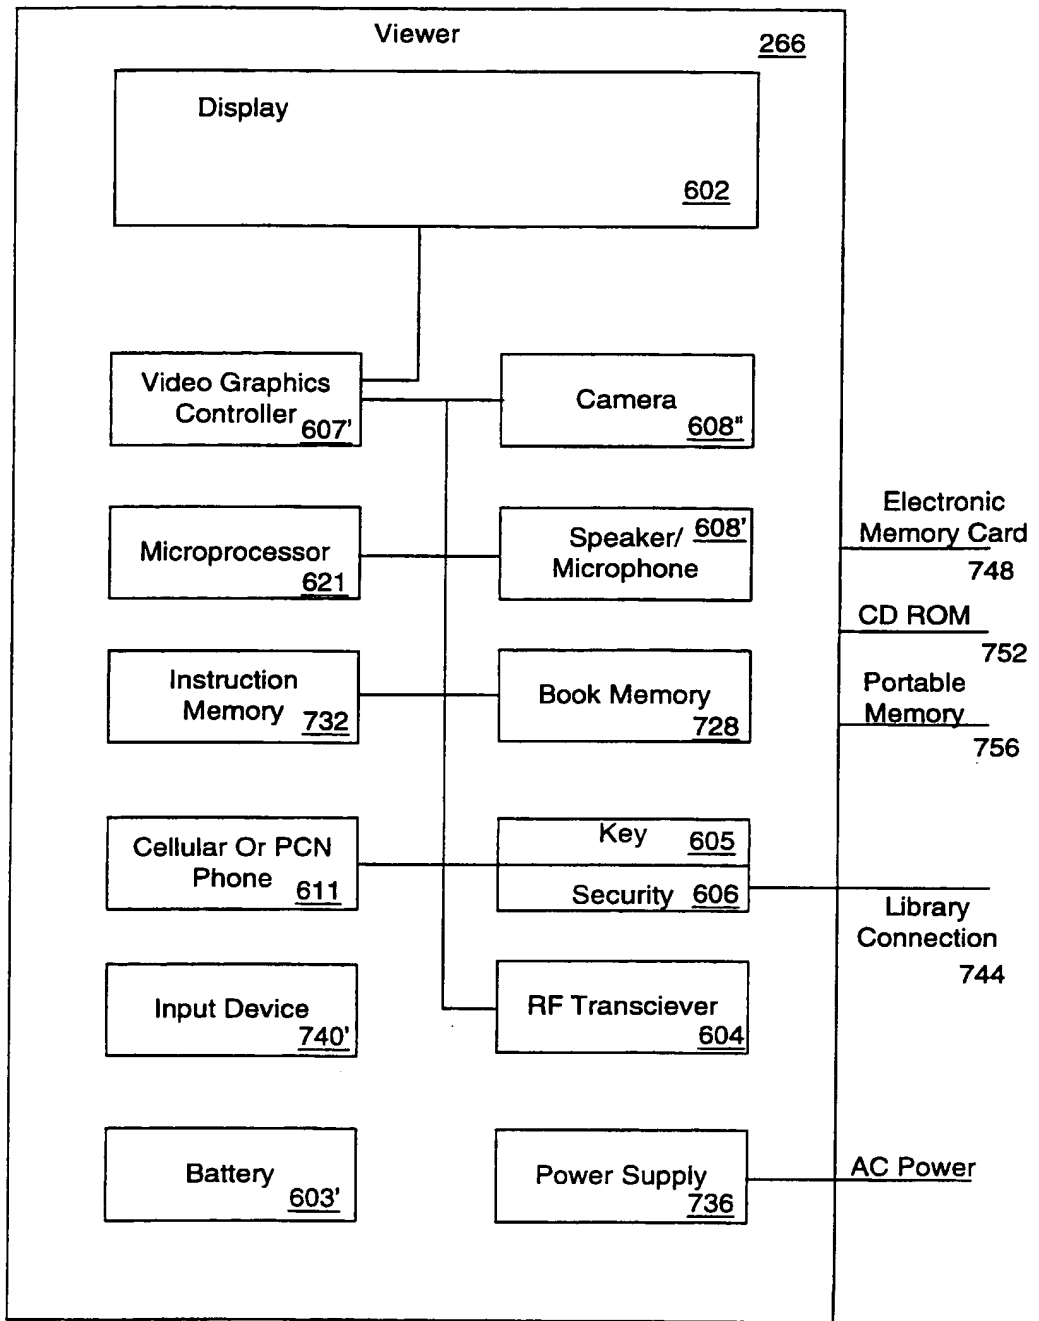 Viewer
266
Display
602
Video Graphics
Controller
607'
Camera
608"
Microprocessor
621
Speaker/
Microphone
608'
Electronic
Memory Card
748
CD ROM
752
Instruction
Memory
732
Book Memory
728
Portable
Memory
756
Cellular Or PCN
Phone
611
Key
605
Security
606
Library
Connection
744
Input Device
740'
RF Transciever
604
Battery
603'
Power Supply
736
AC Power